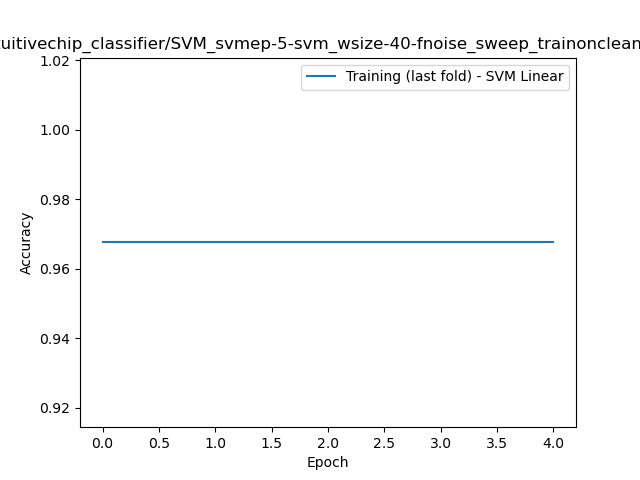 uitivechip_classifier/SVM_svmep-5-svm_wsize-40-fnoise_sweep_trainonclean
Training (last fold) - SVM Linear
1.02
1.00
0.98
0.96
0.94
0.92
Accuracy
0.0 0.5 1.0 1.5 2.0 2.5 3.0 3.5 4.0
Epoch